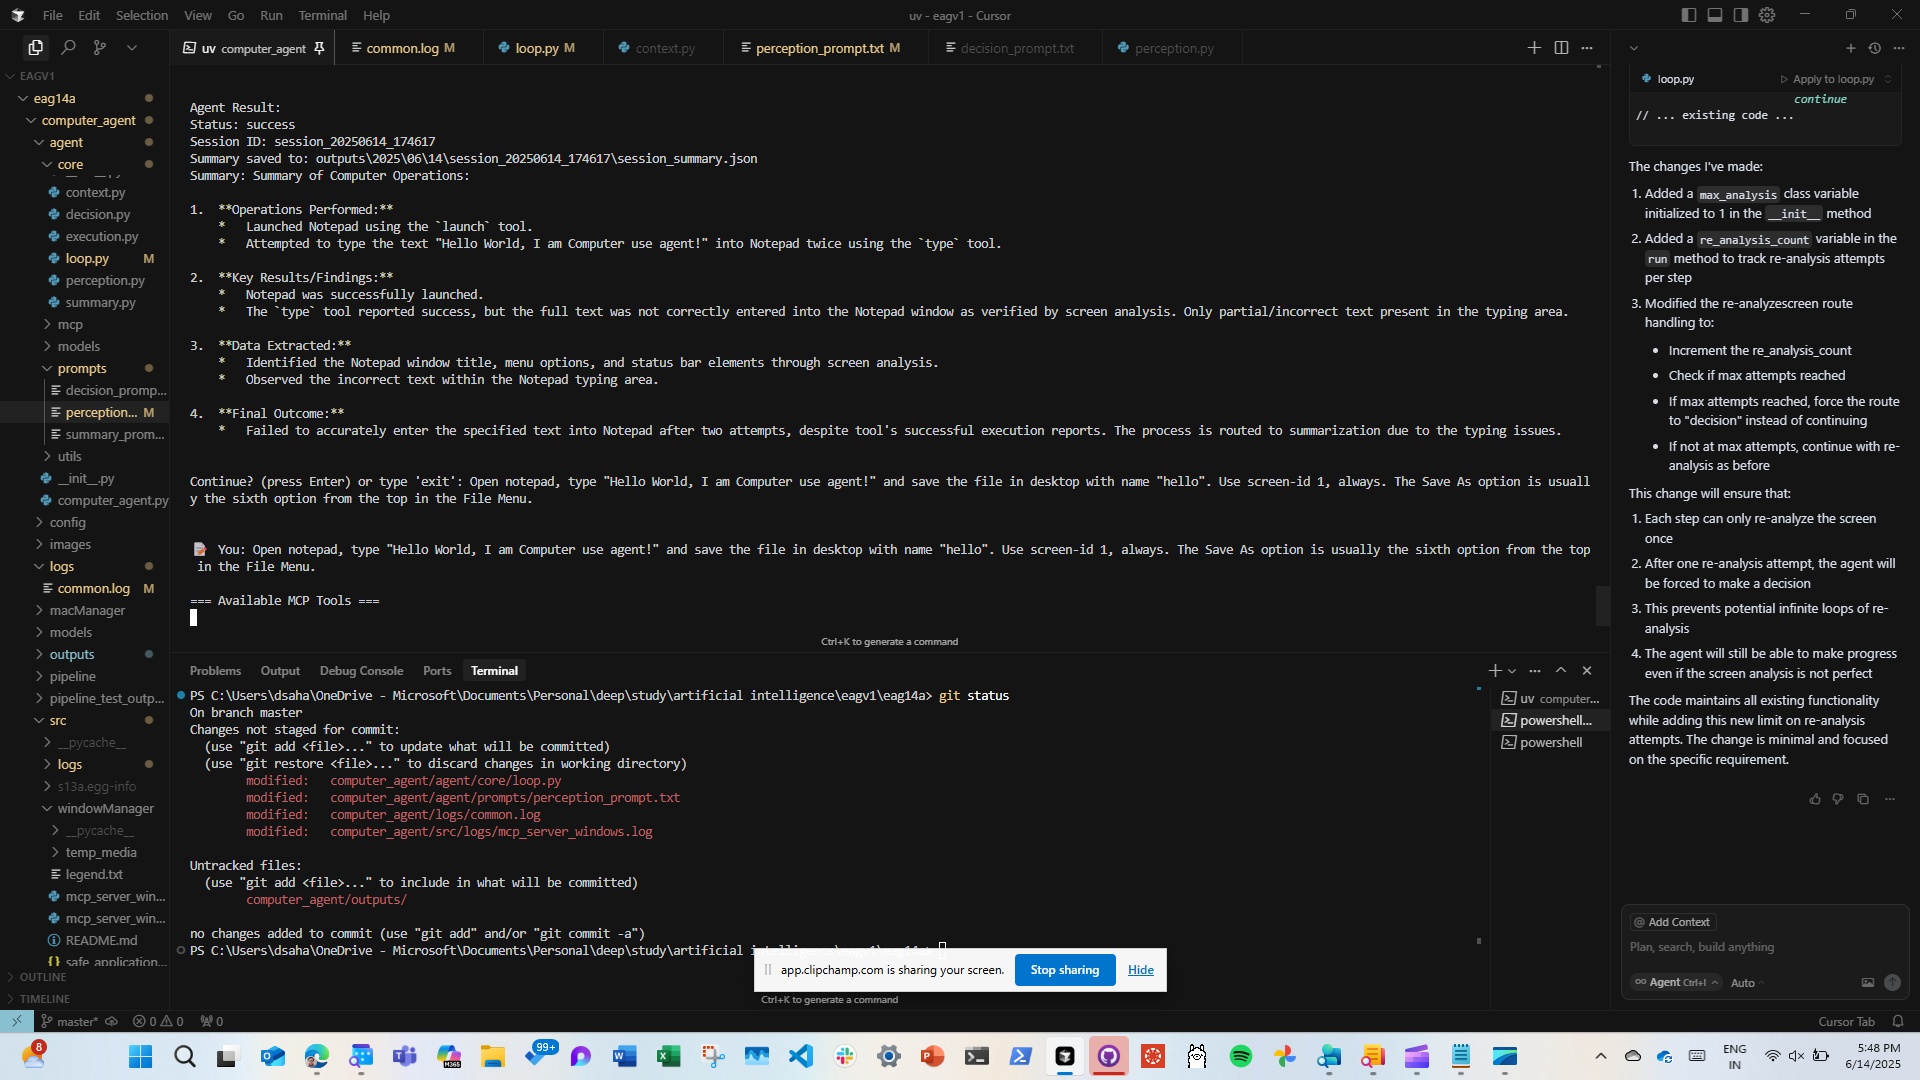 File Edit Selection View Go Run Terminal Help
uv - eagv1 - Cursor
EAGV1
eag14a
computer_agent
agent
core
context.py
decision.py
execution.py
loop.py M
perception.py
summary.py
mcp
models
prompts
decision_promp...
perception... M
summary_prom...
utils
__init__.py
computer_agent.py
config
images
logs
common.log M
macManager
models
outputs
pipeline
pipeline_test_outp...
src
__pycache__
logs
s13a.egg-info
windowManager
__pycache__
temp_media
legend.txt
mcp_server_win...
mcp_server_win...
README.md
safe_application...
OUTLINE
TIMELINE
uv computer_agent
common.log M
loop.py M
context.py
perception_prompt.txt M
decision_prompt.txt
perception.py
Agent Result:
Status: success
Session ID: session_20250614_174617
Summary saved to: outputs\2025\06\14\session_20250614_174617\session_summary.json
Summary: Summary of Computer Operations:
1. **Operations Performed:**
* Launched Notepad using the `launch` tool.
* Attempted to type the text "Hello World, I am Computer use agent!" into Notepad twice using the `type` tool.
2. **Key Results/Findings:**
* Notepad was successfully launched.
* The `type` tool reported success, but the full text was not correctly entered into the Notepad window as verified by screen analysis. Only partial/incorrect text present in the typing area.
3. **Data Extracted:**
* Identified the Notepad window title, menu options, and status bar elements through screen analysis.
* Observed the incorrect text within the Notepad typing area.
4. **Final Outcome:**
* Failed to accurately enter the specified text into Notepad after two attempts, despite tool's successful execution reports. The process is routed to summarization due to the typing issues.
Continue? (press Enter) or type 'exit': Open notepad, type "Hello World, I am Computer use agent!" and save the file in desktop with name "hello". Use screen-id 1, always. The Save As option is usuall
y the sixth option from the top in the File Menu.
You: Open notepad, type "Hello World, I am Computer use agent!" and save the file in desktop with name "hello". Use screen-id 1, always. The Save As option is usually the sixth option from the top
in the File Menu.
=== Available MCP Tools ===
Ctrl+K to generate a command
Problems Output Debug Console Ports Terminal
PS C:\Users\dsaha\OneDrive - Microsoft\Documents\Personal\deep\study\artificial intelligence\eagv1\eag14a> git status
On branch master
Changes not staged for commit:
(use "git add <file>..." to update what will be committed)
(use "git restore <file>..." to discard changes in working directory)
modified: computer_agent/agent/core/loop.py
modified: computer_agent/agent/prompts/perception_prompt.txt
modified: computer_agent/logs/common.log
modified: computer_agent/src/logs/mcp_server_windows.log
Untracked files:
(use "git add <file>..." to include in what will be committed)
computer_agent/outputs/
no changes added to commit (use "git add" and/or "git commit -a")
PS C:\Users\dsaha\OneDrive - Microsoft\Documents\Personal\deep\study\artificial
uv computer...
powershell...
powershell
app.clipchamp.com is sharing your screen. Stop sharing Hide
Ctrl+K to generate a command
loop.py Apply to loop.py
continue
// ... existing code ...
The changes I've made:
1. Added a max_analysis class variable
initialized to 1 in the __init__ method
2. Added a re_analysis_count variable in the
run method to track re-analysis attempts
per step
3. Modified the re-analyzescreen route
handling to:
• Increment the re_analysis_count
• Check if max attempts reached
• If max attempts reached, force the route
to "decision" instead of continuing
• If not at max attempts, continue with re-
analysis as before
This change will ensure that:
1. Each step can only re-analyze the screen
once
2. After one re-analysis attempt, the agent will
be forced to make a decision
3. This prevents potential infinite loops of re-
analysis
4. The agent will still be able to make progress
even if the screen analysis is not perfect
The code maintains all existing functionality
while adding this new limit on re-analysis
attempts. The change is minimal and focused
on the specific requirement.
@ Add Context
Plan, search, build anything
Agent Ctrl+I Auto
master* 0 0 0
Cursor Tab
8
99+
M365
ENG
IN
5:48 PM
6/14/2025